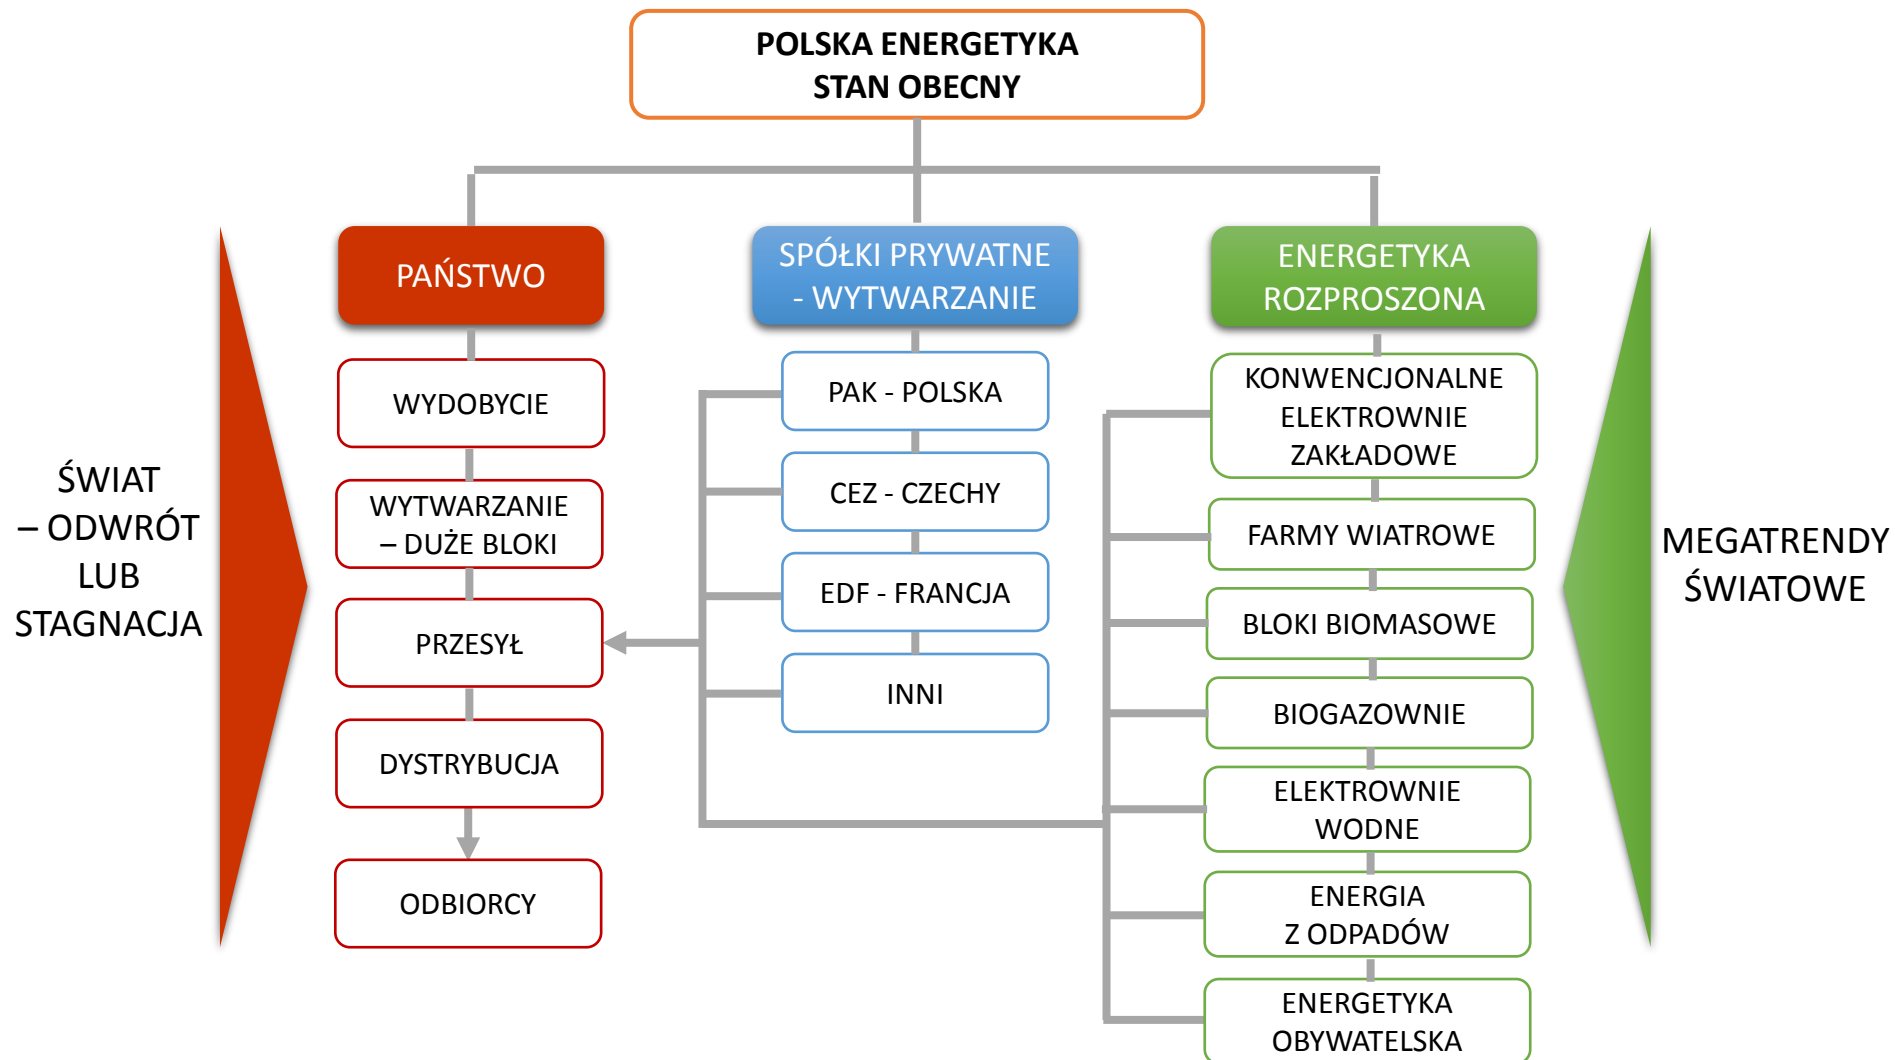 POLSKA ENERGETYKA
STAN OBECNY
PAŃSTWO
SPÓŁKI PRYWATNE
- WYTWARZANIE
ENERGETYKA
ROZPROSZONA
ŚWIAT
– ODWRÓT
LUB
STAGNACJA
WYDOBYCIE
WYTWARZANIE
– DUŻE BLOKI
PRZESYŁ
DYSTRYBUCJA
ODBIORCY
PAK - POLSKA
CEZ - CZECHY
EDF - FRANCJA
INNI
KONWENCJONALNE
ELEKTROWNIE
ZAKŁADOWE
FARMY WIATROWE
BLOKI BIOMASOWE
BIOGAZOWNIE
ELEKTROWNIE
WODNE
ENERGIA
Z ODPADÓW
ENERGETYKA
OBYWATELSKA
MEGATRENDY
ŚWIATOWE